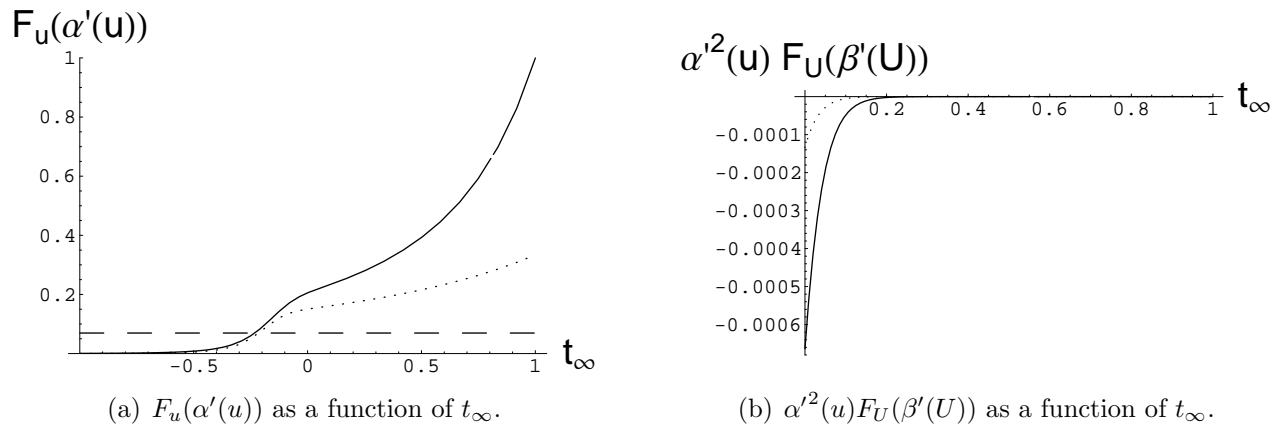 F_u(α'(u))
1
0.8
0.6
0.4
0.2
-0.5 0 0.5 1
t_∞
(a) F_u(α'(u)) as a function of t_∞.
α'^2(u) F_U(β'(U))
0.2 0.4 0.6 0.8 1
t_∞
-0.0001
-0.0002
-0.0003
-0.0004
-0.0005
-0.0006
(b) α'^2(u)F_U(β'(U)) as a function of t_∞.